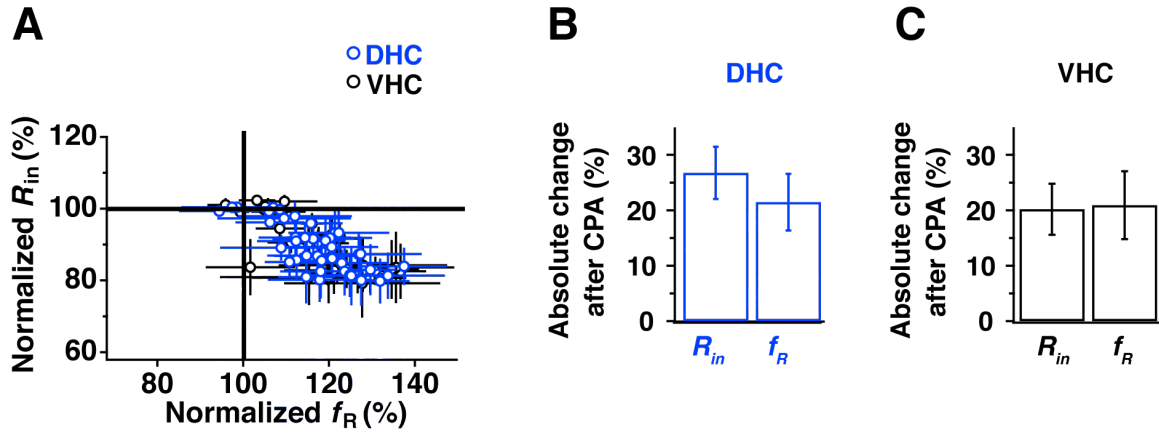 A
DHC
VHC
Normalized Rin (%)
120
100
80
60
80
100
120
140
Normalized fR (%)
B
DHC
Absolute change
after CPA (%)
30
20
10
0
Rin
fR
C
VHC
Absolute change
after CPA (%)
30
20
10
0
Rin
fR